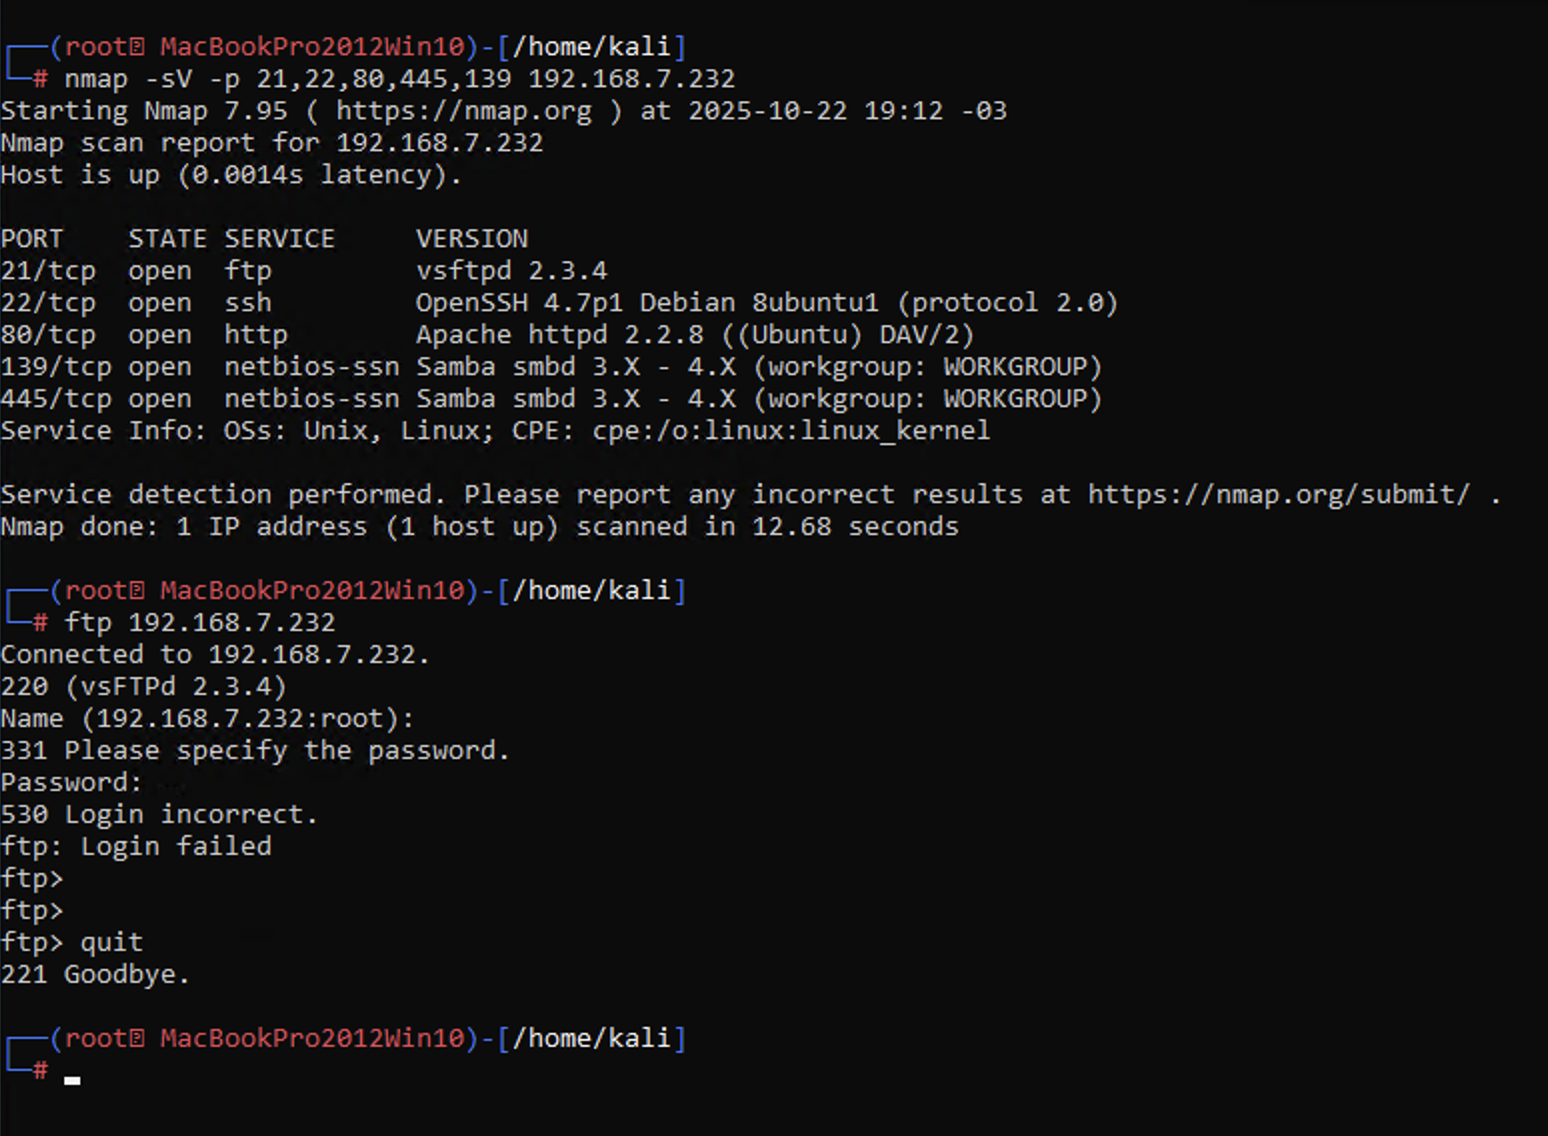 ┌──(root㉿ MacBookPro2012Win10)-[/home/kali]
└─# nmap -sV -p 21,22,80,445,139 192.168.7.232
Starting Nmap 7.95 ( https://nmap.org ) at 2025-10-22 19:12 -03
Nmap scan report for 192.168.7.232
Host is up (0.0014s latency).

PORT    STATE SERVICE     VERSION
21/tcp  open  ftp         vsftpd 2.3.4
22/tcp  open  ssh         OpenSSH 4.7p1 Debian 8ubuntu1 (protocol 2.0)
80/tcp  open  http        Apache httpd 2.2.8 ((Ubuntu) DAV/2)
139/tcp open  netbios-ssn Samba smbd 3.X - 4.X (workgroup: WORKGROUP)
445/tcp open  netbios-ssn Samba smbd 3.X - 4.X (workgroup: WORKGROUP)
Service Info: OSs: Unix, Linux; CPE: cpe:/o:linux:linux_kernel

Service detection performed. Please report any incorrect results at https://nmap.org/submit/ .
Nmap done: 1 IP address (1 host up) scanned in 12.68 seconds

┌──(root㉿ MacBookPro2012Win10)-[/home/kali]
└─# ftp 192.168.7.232
Connected to 192.168.7.232.
220 (vsFTPd 2.3.4)
Name (192.168.7.232:root):
331 Please specify the password.
Password:
530 Login incorrect.
ftp: Login failed
ftp>
ftp>
ftp> quit
221 Goodbye.

┌──(root㉿ MacBookPro2012Win10)-[/home/kali]
└─#